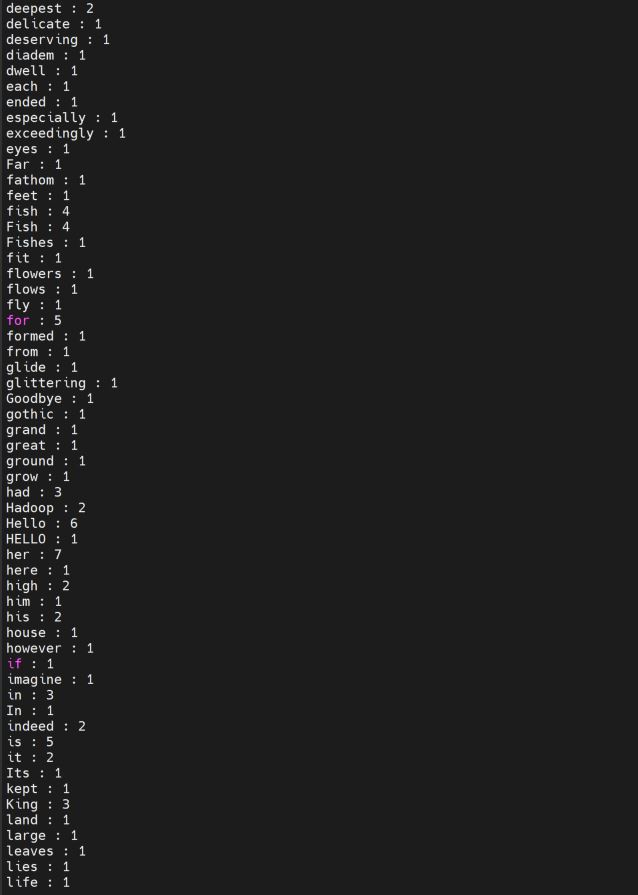 deepest : 2
delicate : 1
deserving : 1
diadem : 1
dwell : 1
each : 1
ended : 1
especially : 1
exceedingly : 1
eyes : 1
Far : 1
fathom : 1
feet : 1
fish : 4
Fish : 4
Fishes : 1
fit : 1
flowers : 1
flows : 1
fly : 1
for : 5
formed : 1
from : 1
glide : 1
glittering : 1
Goodbye : 1
gothic : 1
grand : 1
great : 1
ground : 1
grow : 1
had : 3
Hadoop : 2
Hello : 6
HELLO : 1
her : 7
here : 1
high : 2
him : 1
his : 2
house : 1
however : 1
if : 1
imagine : 1
in : 3
In : 1
indeed : 2
is : 5
it : 2
Its : 1
kept : 1
King : 3
land : 1
large : 1
leaves : 1
lies : 1
life : 1